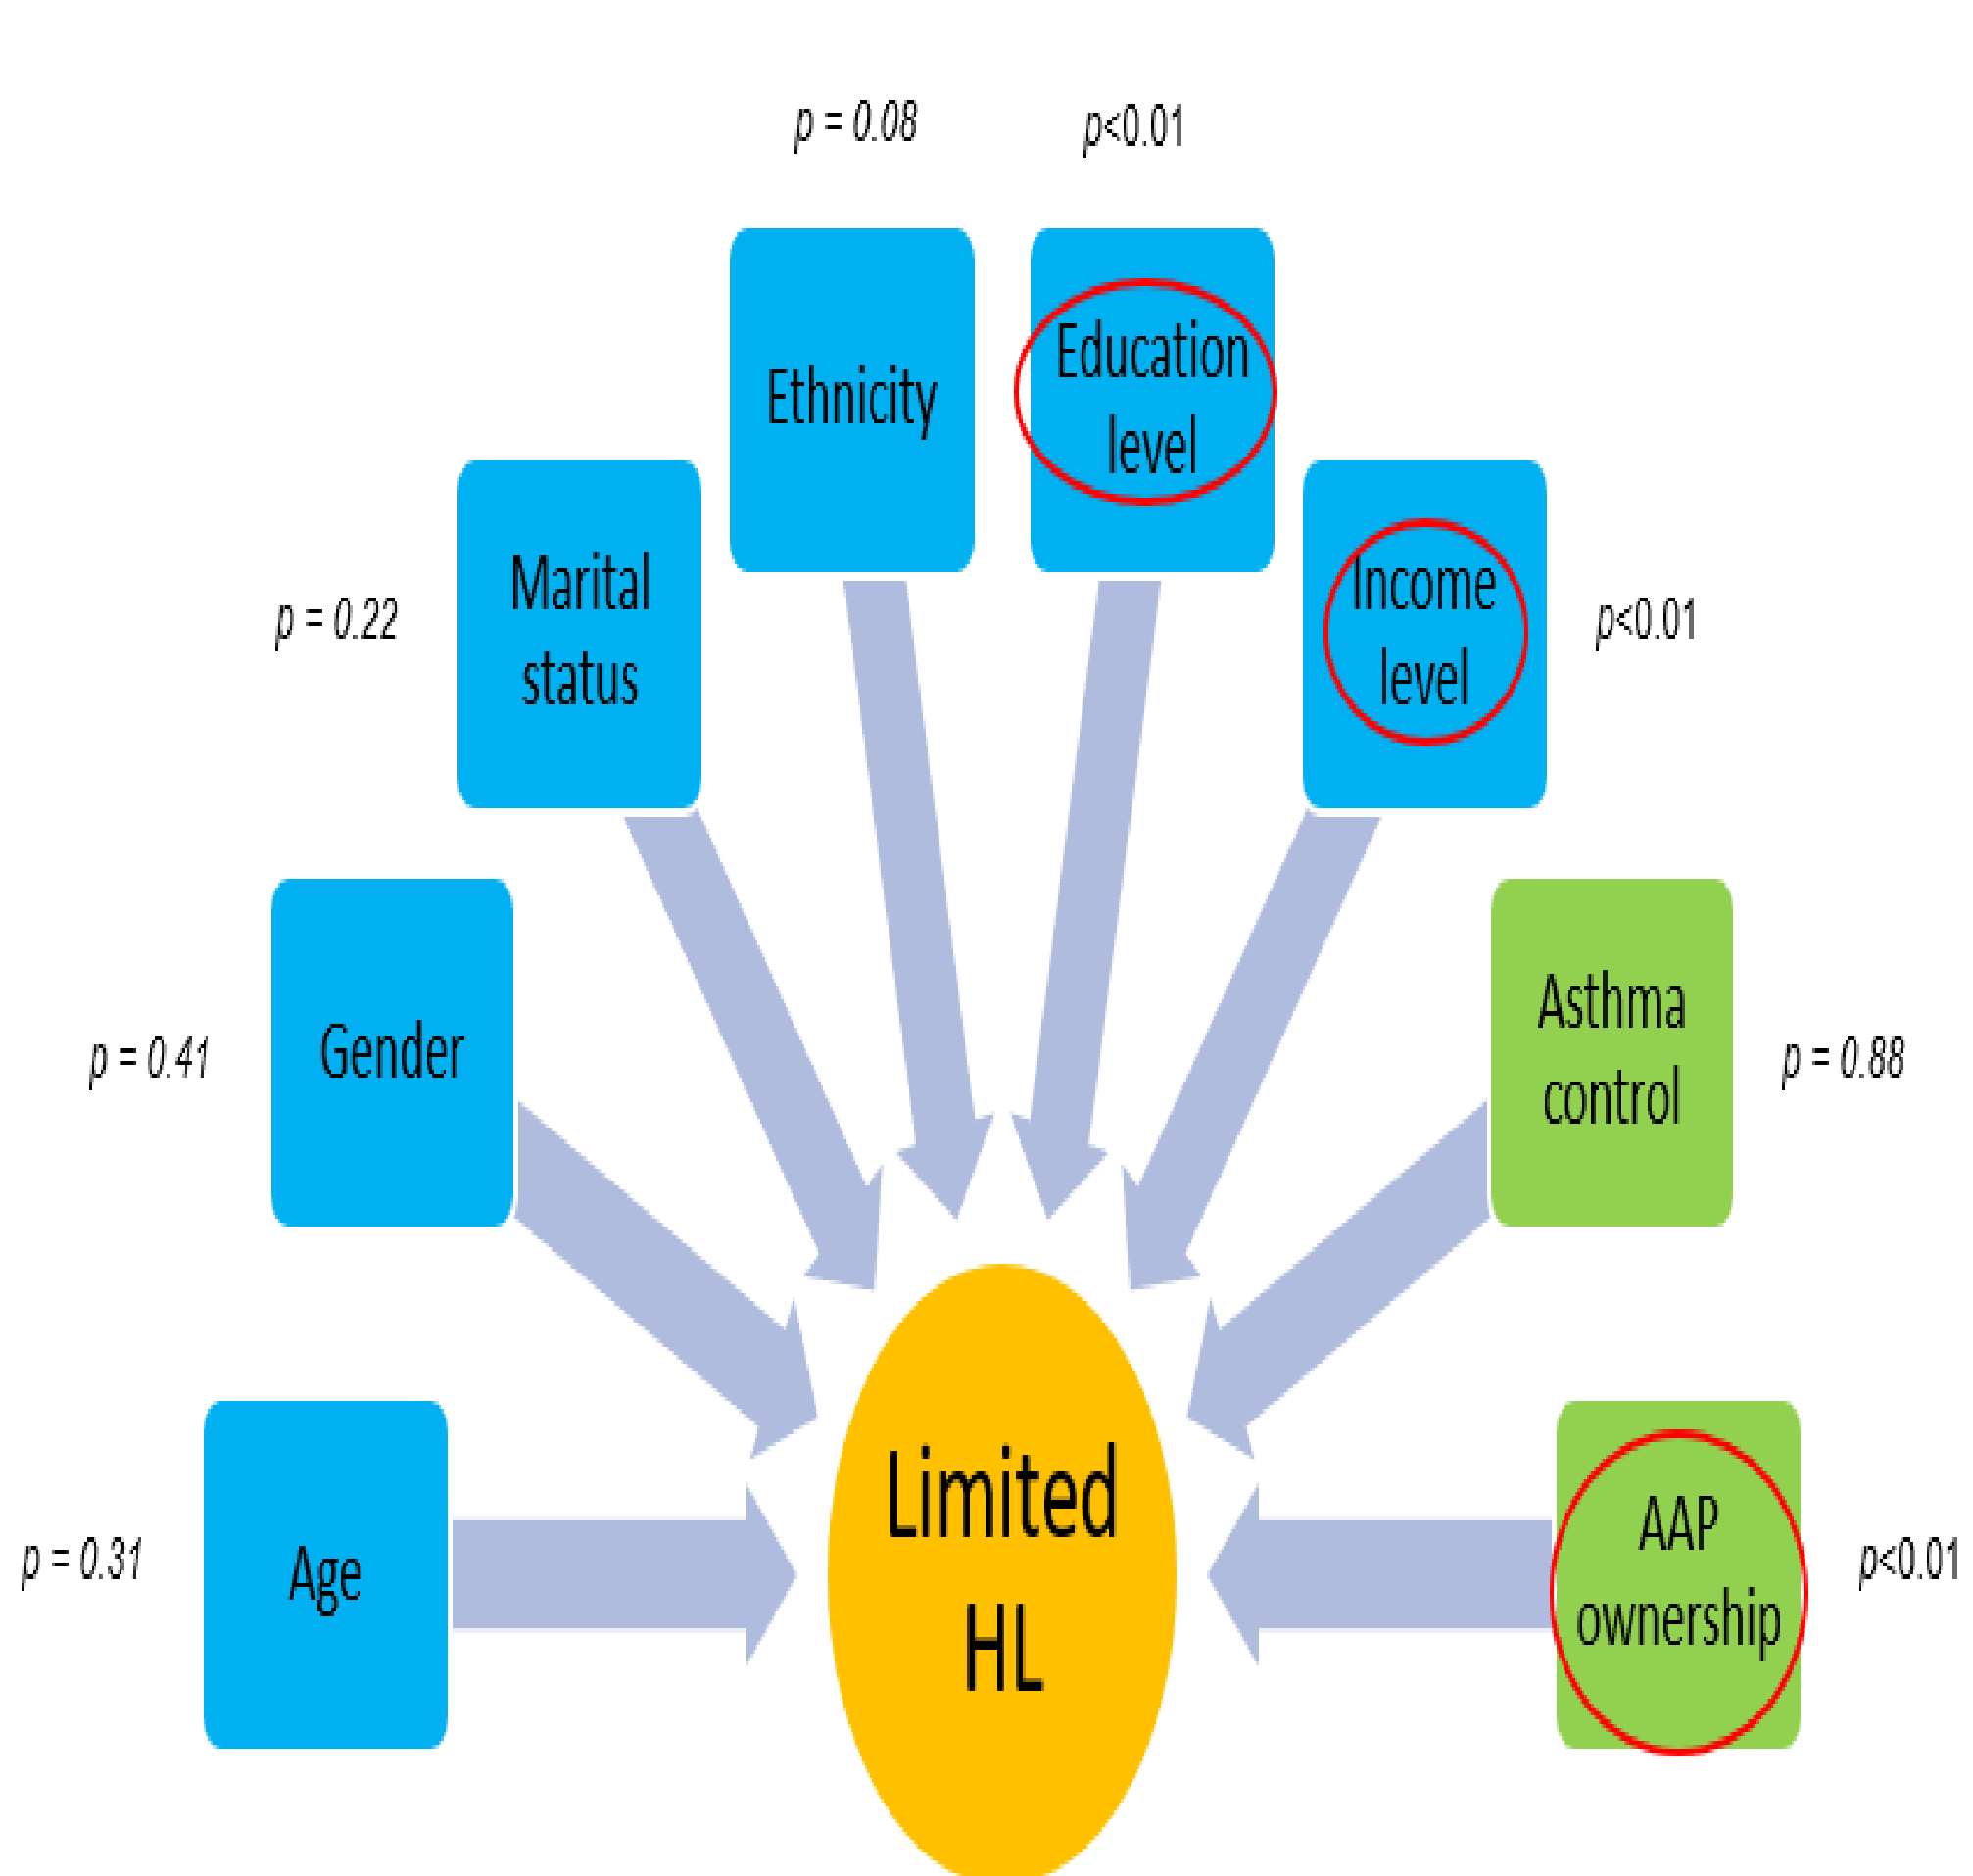 p = 0.08
p<0.01
Ethnicity
Education
level
p = 0.22
Marital
status
Income
level
p<0.01
p = 0.41
Gender
Asthma
control
p = 0.88
p = 0.31
Age
Limited
HL
AAP
ownership
p<0.01